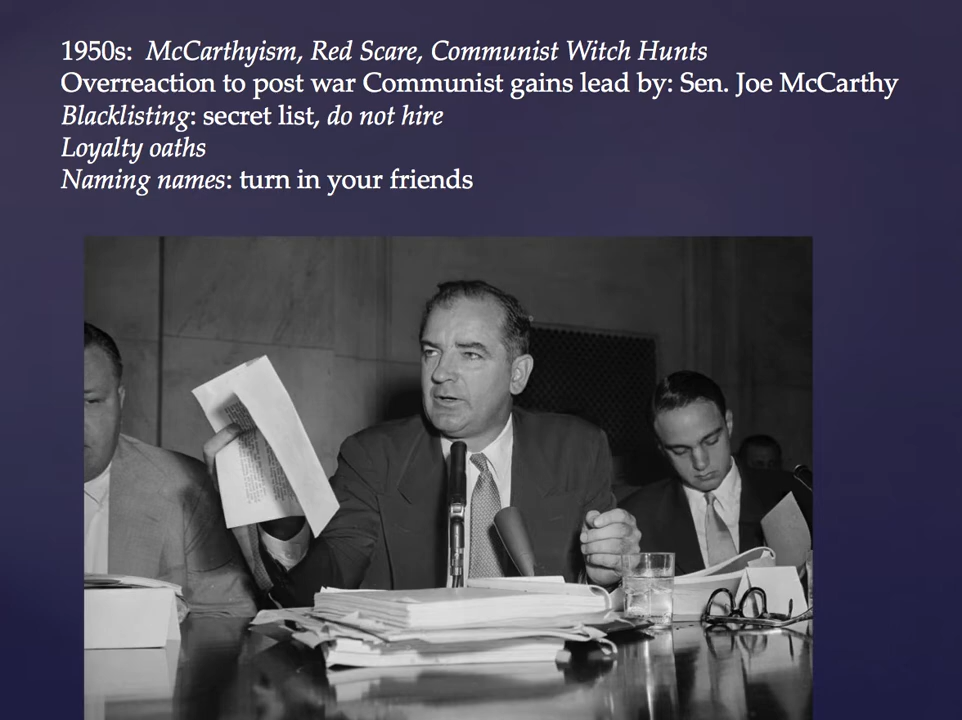 1950s: McCarthyism, Red Scare, Communist Witch Hunts
Overreaction to post war Communist gains lead by: Sen. Joe McCarthy
Blacklisting: secret list, do not hire
Loyalty oaths
Naming names: turn in your friends